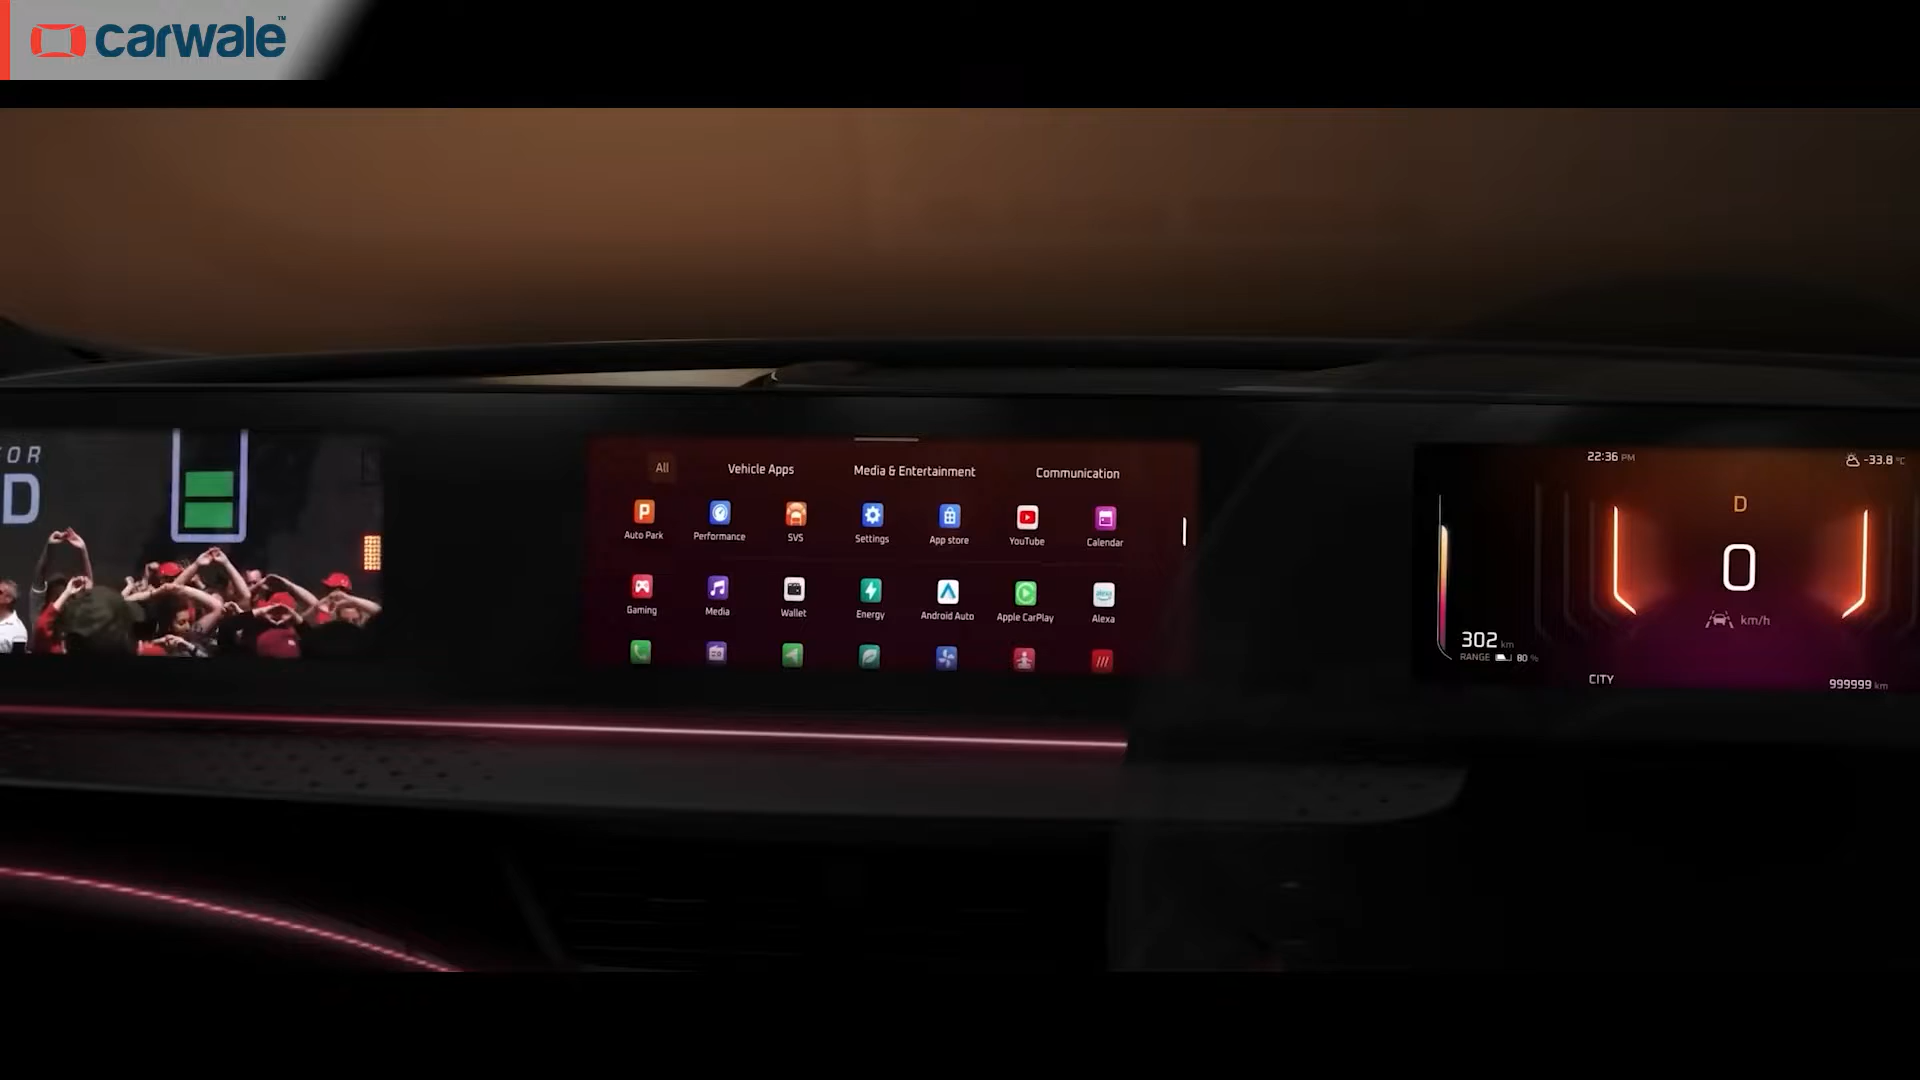 carwale™
OR
D
All
Vehicle Apps
Media & Entertainment
Communication
Auto Park
Performance
SVS
Settings
App store
YouTube
Calendar
Gaming
Media
Wallet
Energy
Android Auto
Apple CarPlay
Alexa
alexa
22:36 PM
-33.8 °C
D
0
km/h
302 km
RANGE 80 %
CITY
999999 km